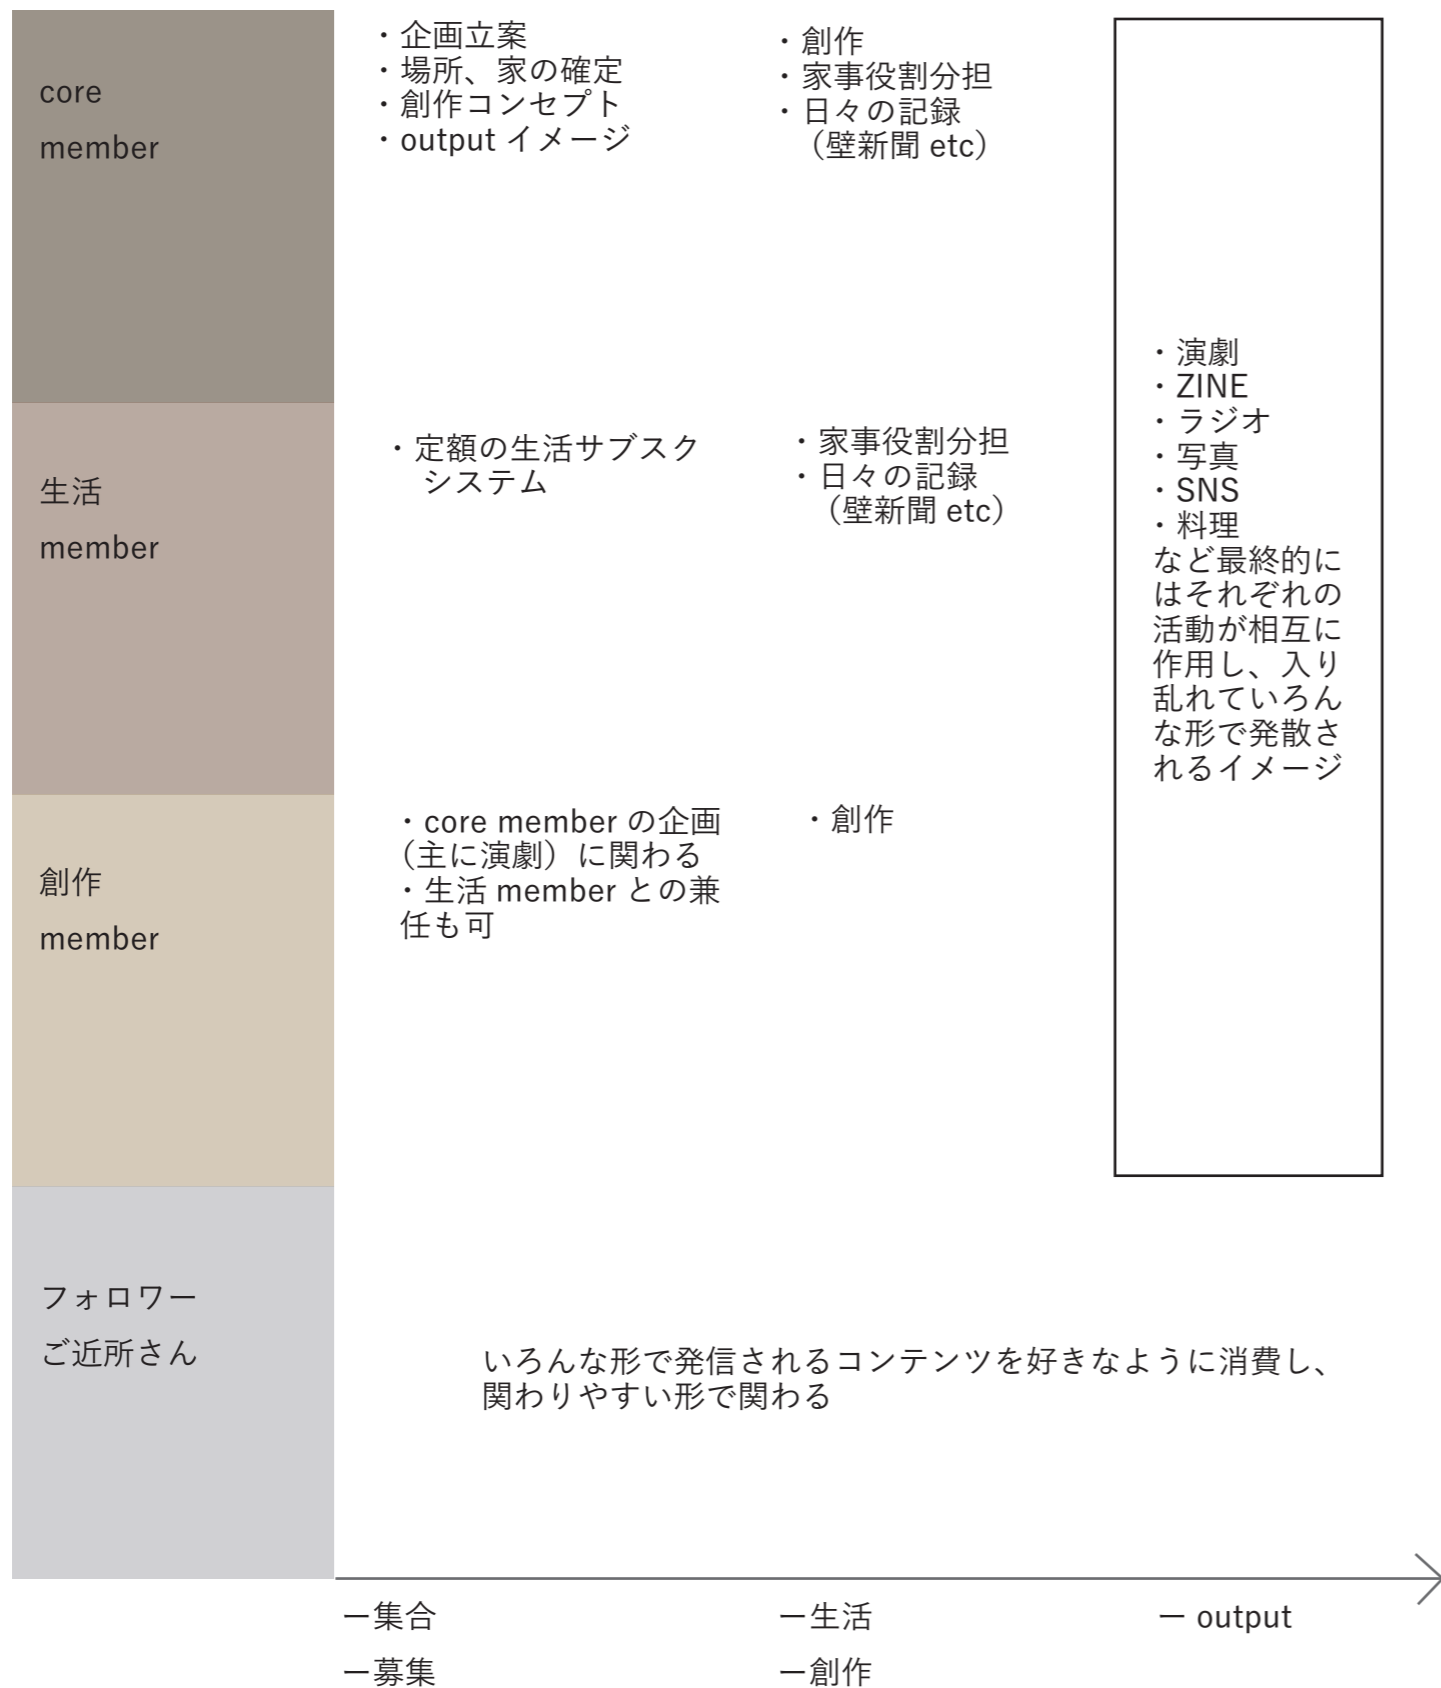 core
member
・企画立案
・場所、家の確定
・創作コンセプト
・output イメージ
・創作
・家事役割分担
・日々の記録
（壁新聞 etc）
生活
member
・定額の生活サブスク
システム
・家事役割分担
・日々の記録
（壁新聞 etc）
創作
member
・core member の企画
（主に演劇）に関わる
・生活 member との兼
任も可
・創作
・演劇
・ZINE
・ラジオ
・写真
・SNS
・料理
など最終的に
はそれぞれの
活動が相互に
作用し、入り
乱れていろん
な形で発散さ
れるイメージ
フォロワー
ご近所さん
いろんな形で発信されるコンテンツを好きなように消費し、
関わりやすい形で関わる
ー集合
ー募集
ー生活
ー創作
ー output